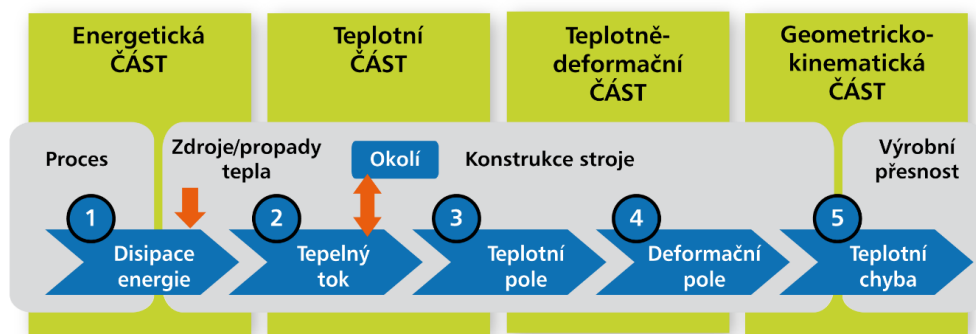 Energetická
ČÁST
Teplotní
ČÁST
Teplotně-
deformační
ČÁST
Geometricko-
kinematická
ČÁST
Proces
Zdroje/propady
tepla
Okolí
Konstrukce stroje
Výrobní
přesnost
1
Disipace
energie
2
Tepelný
tok
3
Teplotní
pole
4
Deformační
pole
5
Teplotní
chyba